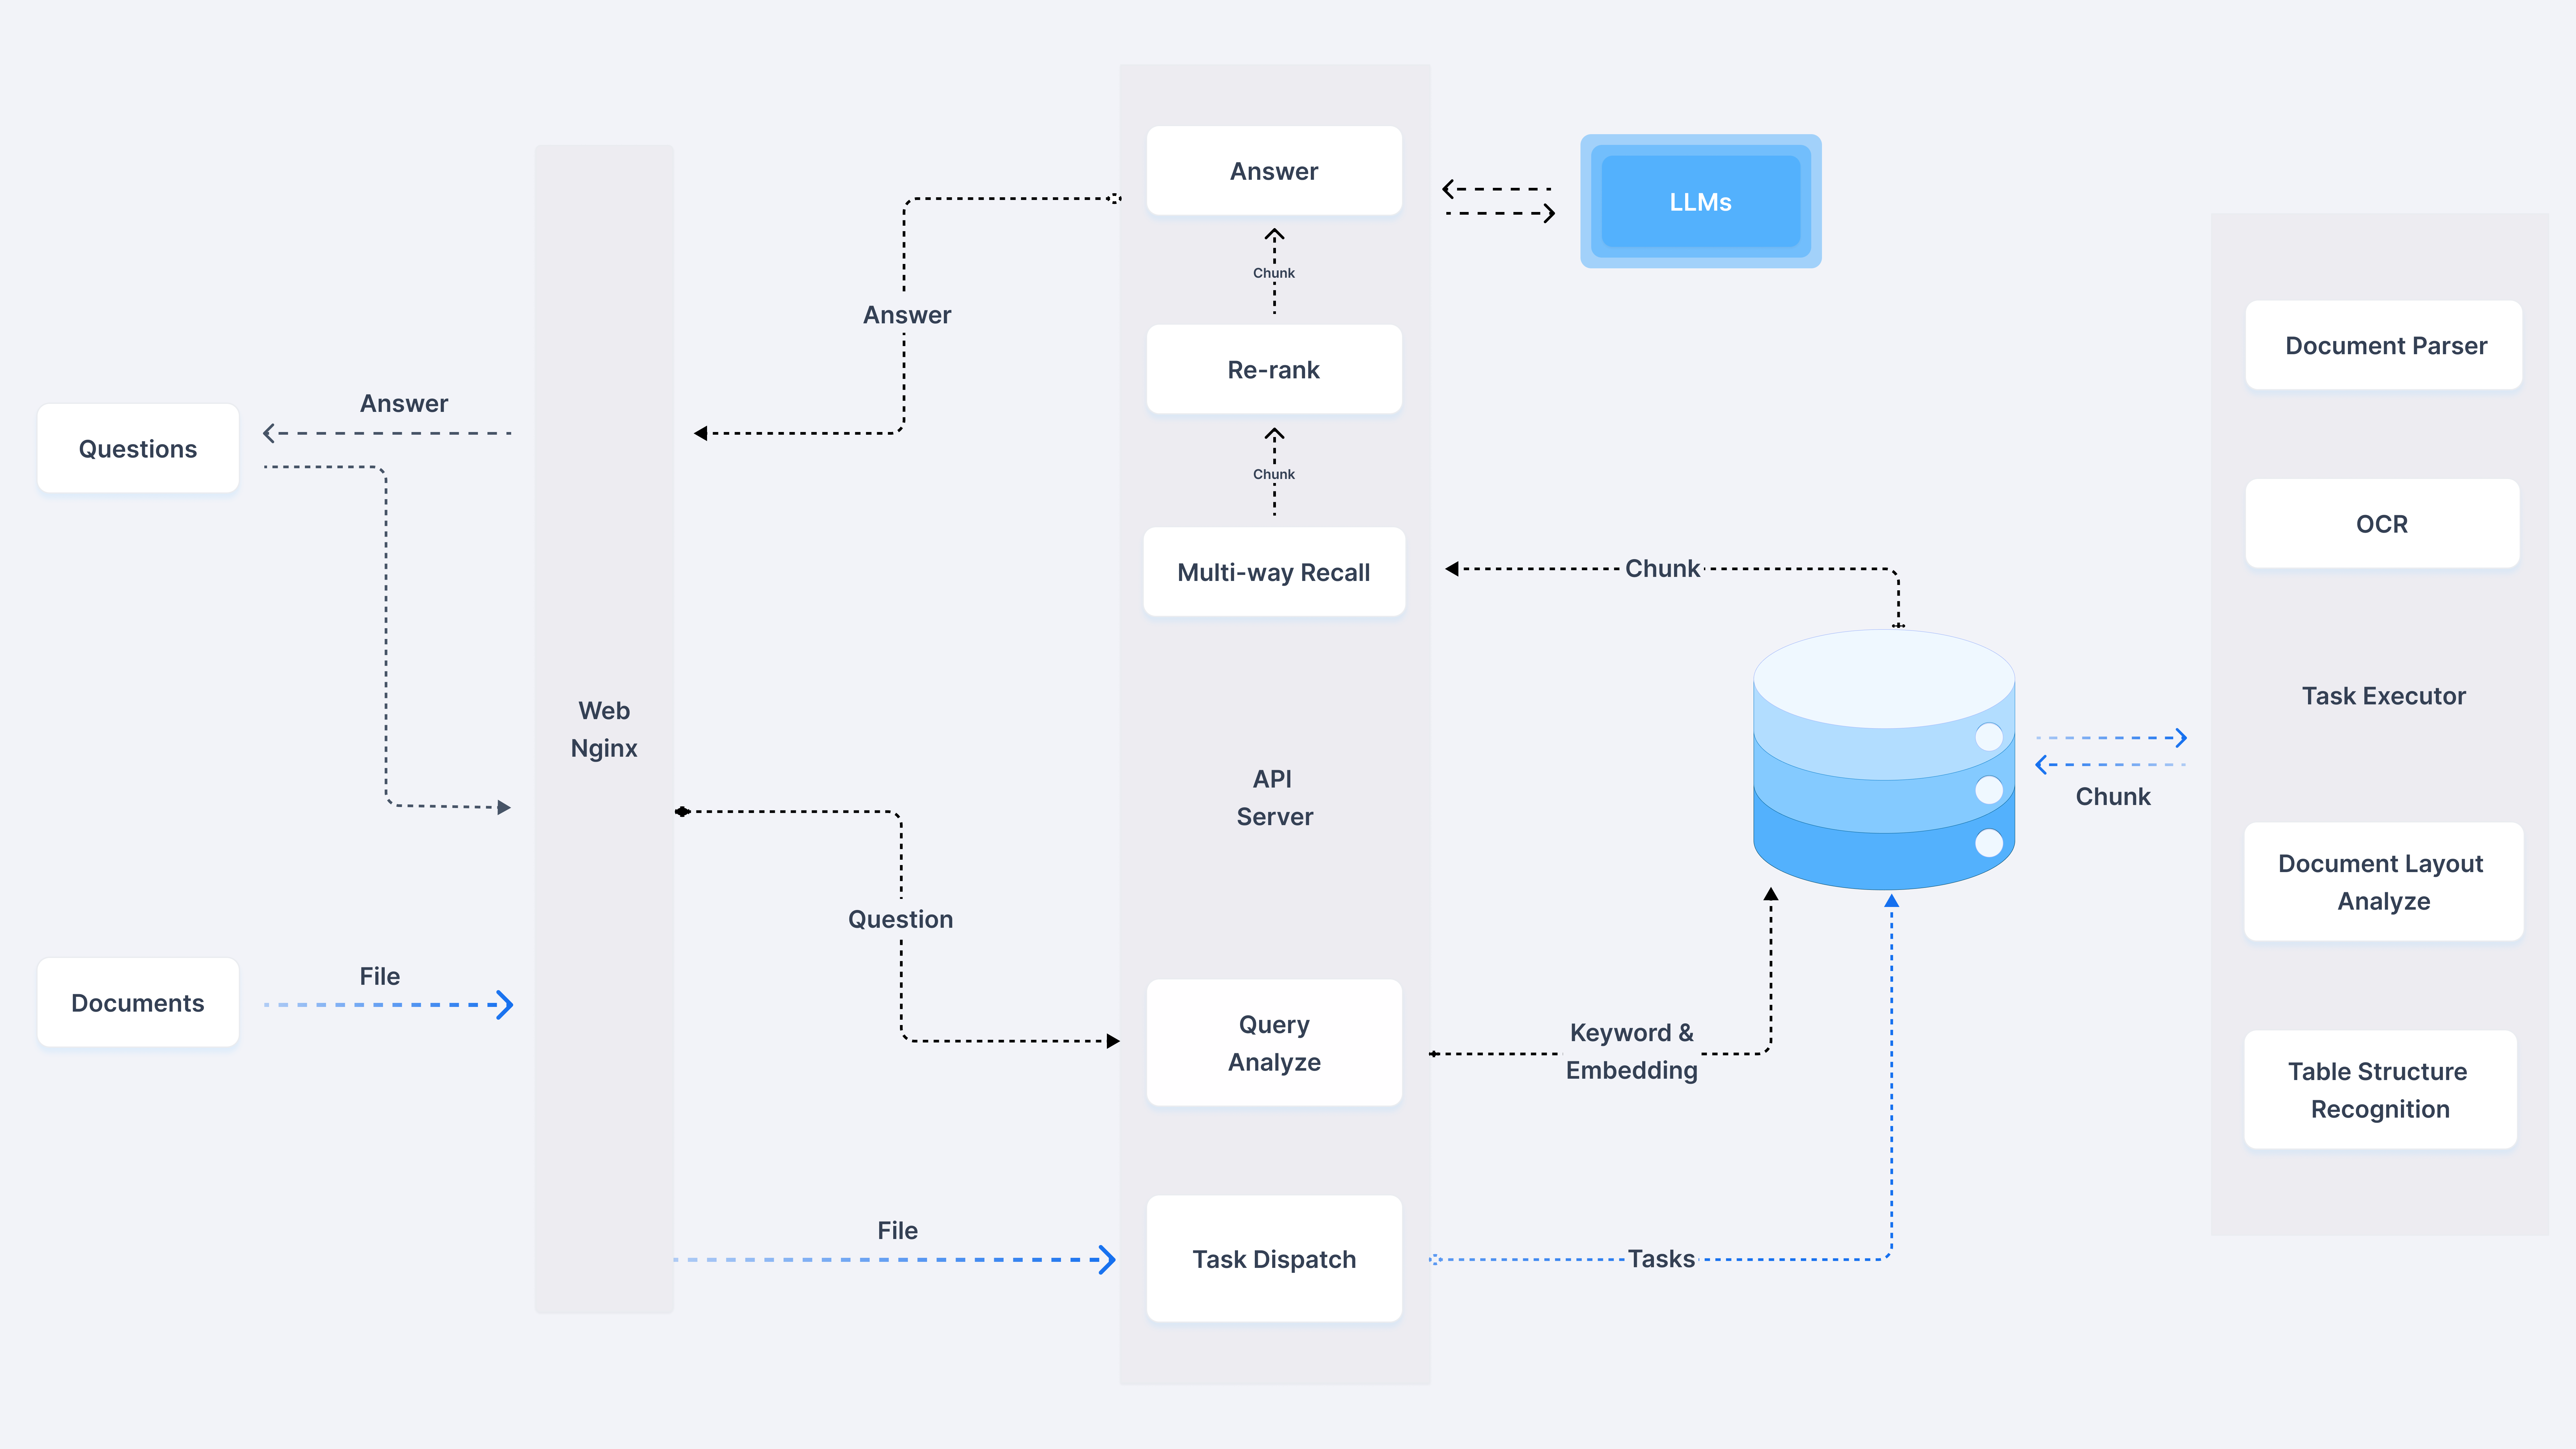 Questions
Documents
Answer
File
Web
Nginx
Answer
Question
File
Answer
Chunk
Re-rank
Chunk
Multi-way Recall
API
Server
Query
Analyze
Task Dispatch
LLMs
Chunk
Keyword &
Embedding
Tasks
Chunk
Document Parser
OCR
Task Executor
Document Layout
Analyze
Table Structure
Recognition